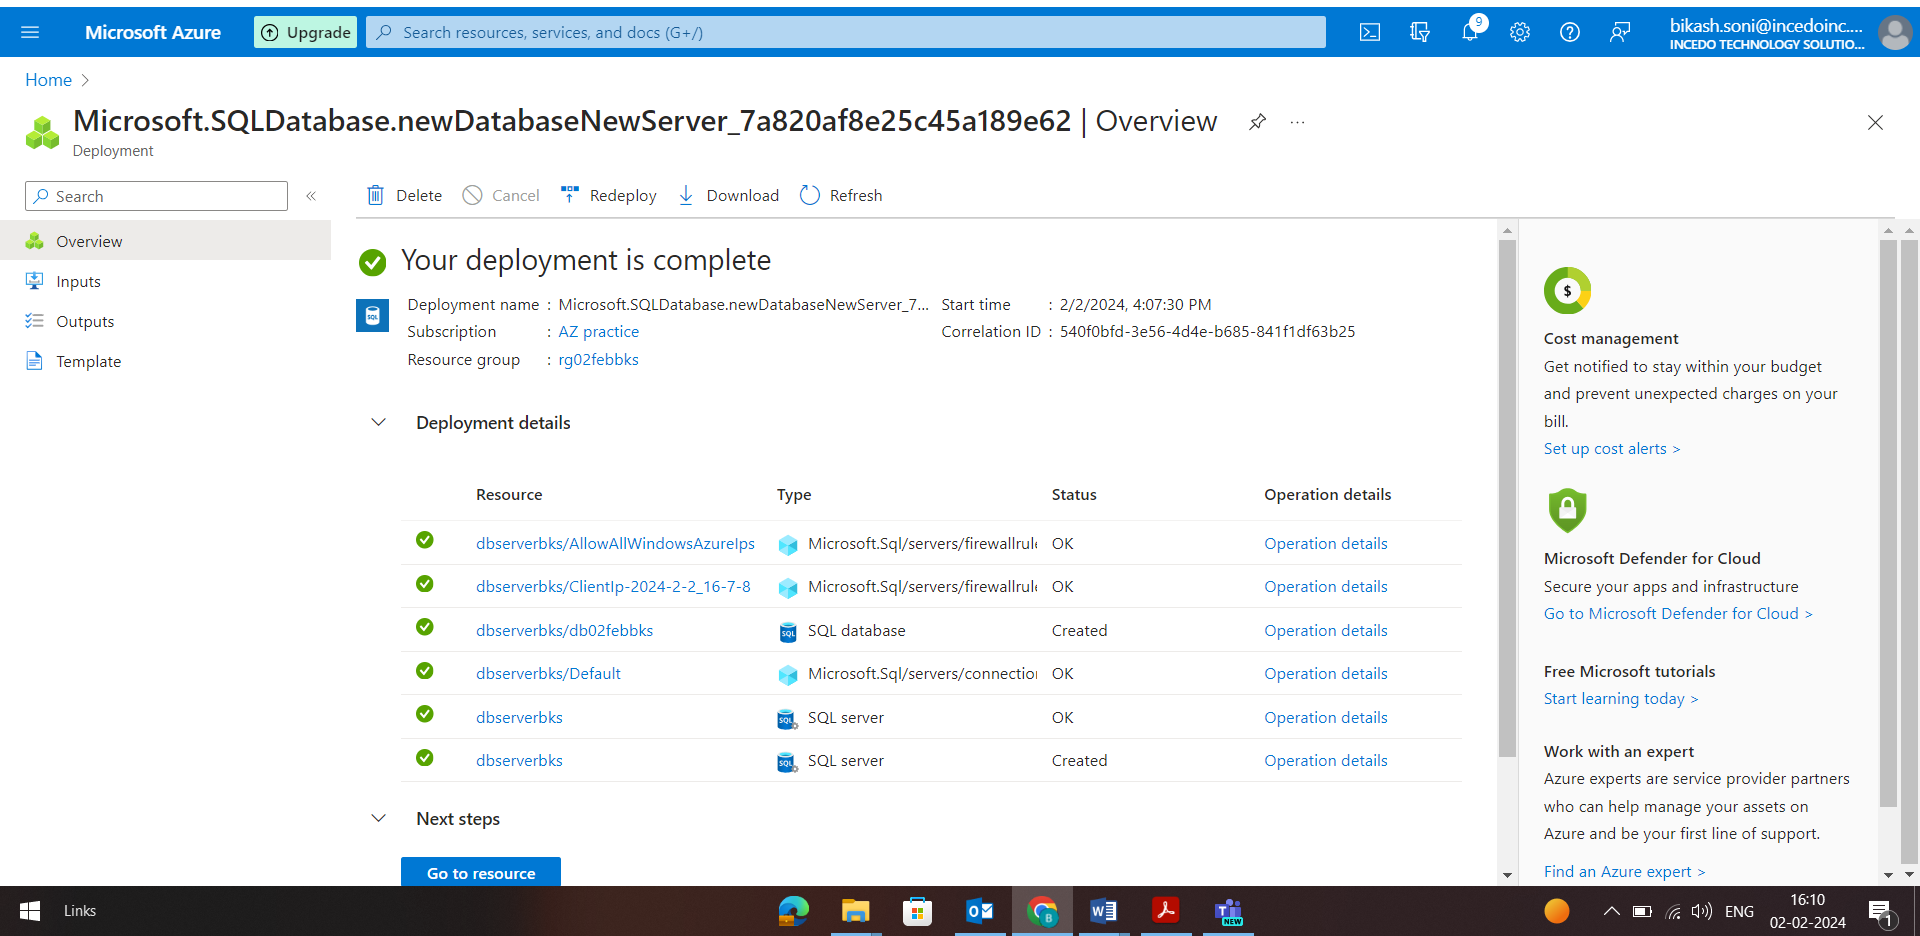 Microsoft Azure
Upgrade
Search resources, services, and docs (G+/)
9
bikash.soni@incedoinc....
INCEDO TECHNOLOGY SOLUTIO...
Home
Microsoft.SQLDatabase.newDatabaseNewServer_7a820af8e25c45a189e62 | Overview
Deployment
Search
Delete
Cancel
Redeploy
Download
Refresh
Overview
Inputs
Outputs
Template
Your deployment is complete
SQL
Deployment name : Microsoft.SQLDatabase.newDatabaseNewServer_7...
Subscription : AZ practice
Resource group : rg02febbks
Start time : 2/2/2024, 4:07:30 PM
Correlation ID : 540f0bfd-3e56-4d4e-b685-841f1df63b25
Deployment details
Resource Type Status Operation details
dbserverbks/AllowAllWindowsAzureIps Microsoft.Sql/servers/firewallrule OK Operation details
dbserverbks/ClientIp-2024-2-2_16-7-8 Microsoft.Sql/servers/firewallrule OK Operation details
dbserverbks/db02febbks SQL SQL database Created Operation details
dbserverbks/Default Microsoft.Sql/servers/connection OK Operation details
dbserverbks SQL SQL server OK Operation details
dbserverbks SQL SQL server Created Operation details
Next steps
Go to resource
$
Cost management
Get notified to stay within your budget
and prevent unexpected charges on your
bill.
Set up cost alerts >
Microsoft Defender for Cloud
Secure your apps and infrastructure
Go to Microsoft Defender for Cloud >
Free Microsoft tutorials
Start learning today >
Work with an expert
Azure experts are service provider partners
who can help manage your assets on
Azure and be your first line of support.
Find an Azure expert >
Links
B
NEW
ENG
16:10
02-02-2024
1